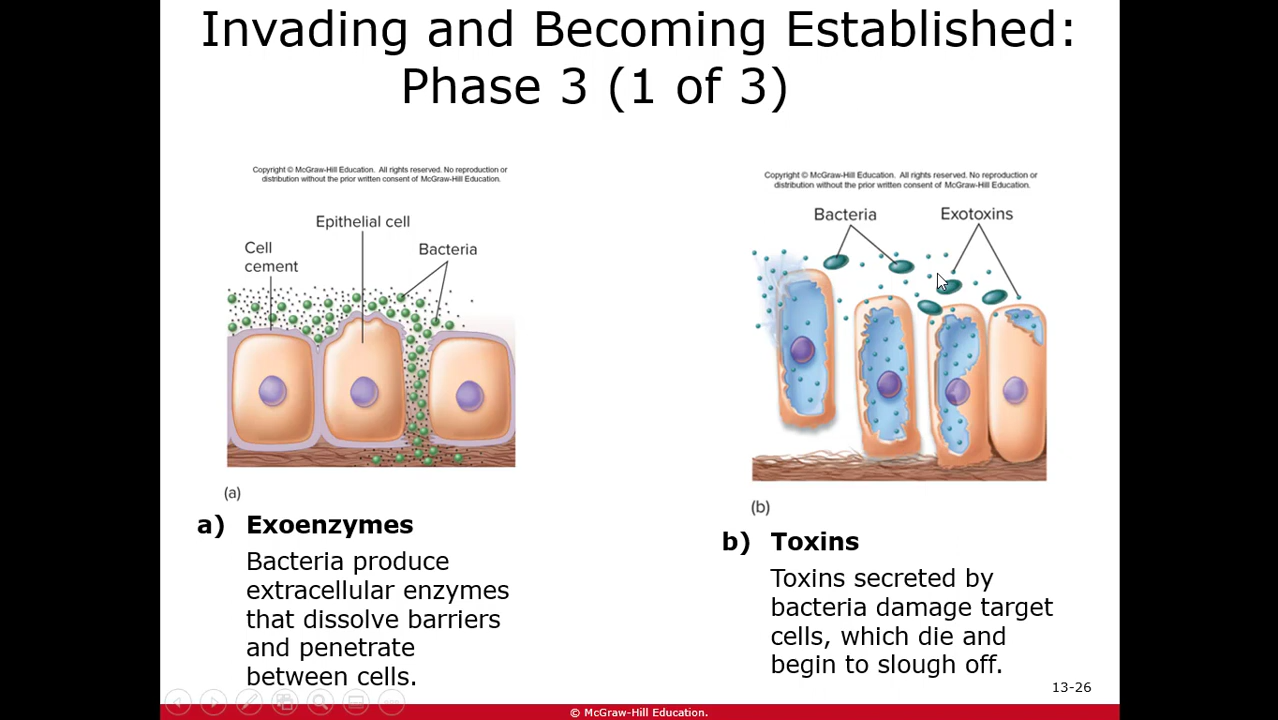 Invading and Becoming Established:
Phase 3 (1 of 3)
Copyright © McGraw-Hill Education. All rights reserved. No reproduction or
distribution without the prior written consent of McGraw-Hill Education.
Epithelial cell
Cell
cement
Bacteria
(a)
a) Exoenzymes
Bacteria produce
extracellular enzymes
that dissolve barriers
and penetrate
between cells.
Copyright © McGraw-Hill Education. All rights reserved. No reproduction or
distribution without the prior written consent of McGraw-Hill Education.
Bacteria
Exotoxins
(b)
b) Toxins
Toxins secreted by
bacteria damage target
cells, which die and
begin to slough off.
13-26
© McGraw-Hill Education.